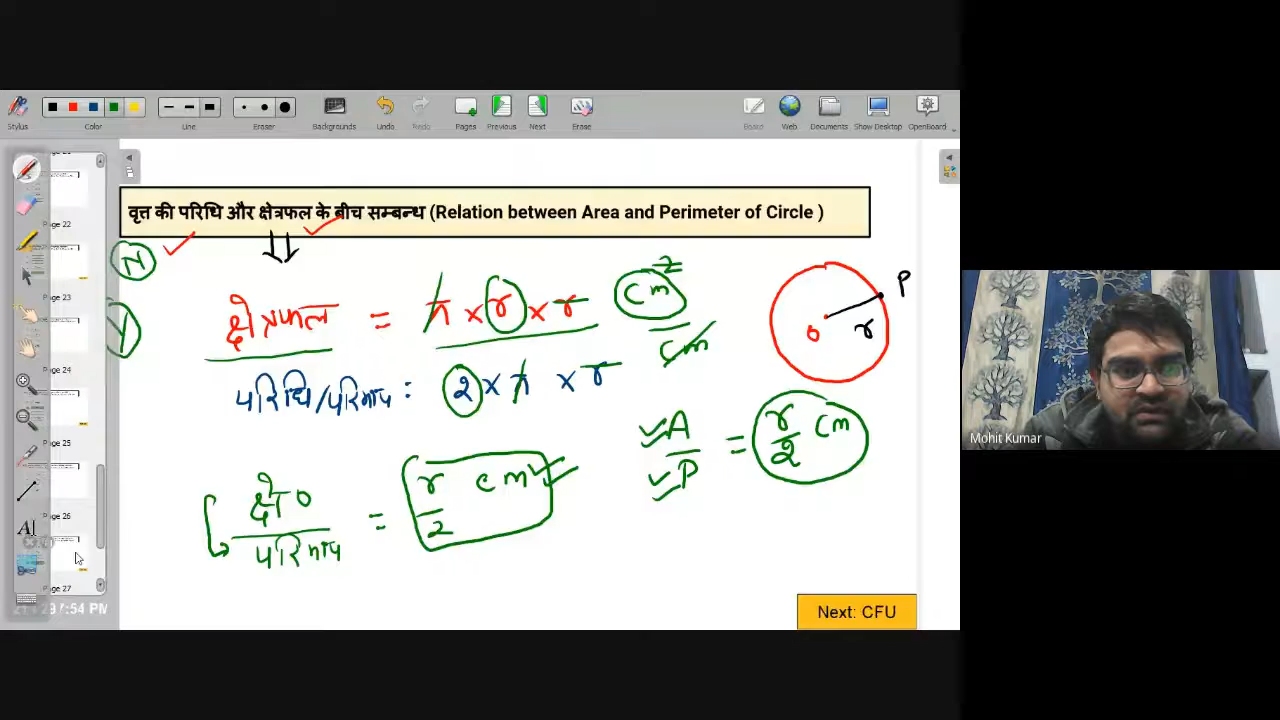 Stylus Color Line Eraser Backgrounds Undo Redo Pages Previous Next Erase Board Web Documents Show Desktop OpenBoard
Page 22
Page 23
Page 24
Page 25
Page 26
Page 27
7:54 PM
वृत्त की परिधि और क्षेत्रफल के बीच सम्बन्ध (Relation between Area and Perimeter of Circle )
N
Y
क्षेत्रफल = π × r × r cm²
cm
परिधि/परिमाप : 2 × π × r
P
O r
A/P = r/2 cm
क्षे०/परिमाप = r/2 cm
Next: CFU
Mohit Kumar